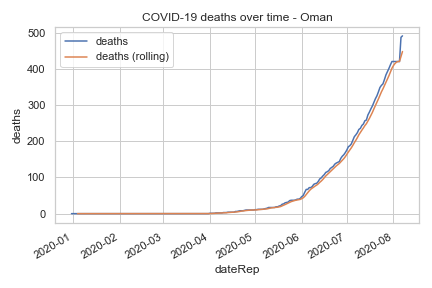 COVID-19 deaths over time - Oman
deaths
deaths (rolling)
500
400
300
200
100
0
deaths
2020-01
2020-02
2020-03
2020-04
2020-05
2020-06
2020-07
2020-08
dateRep